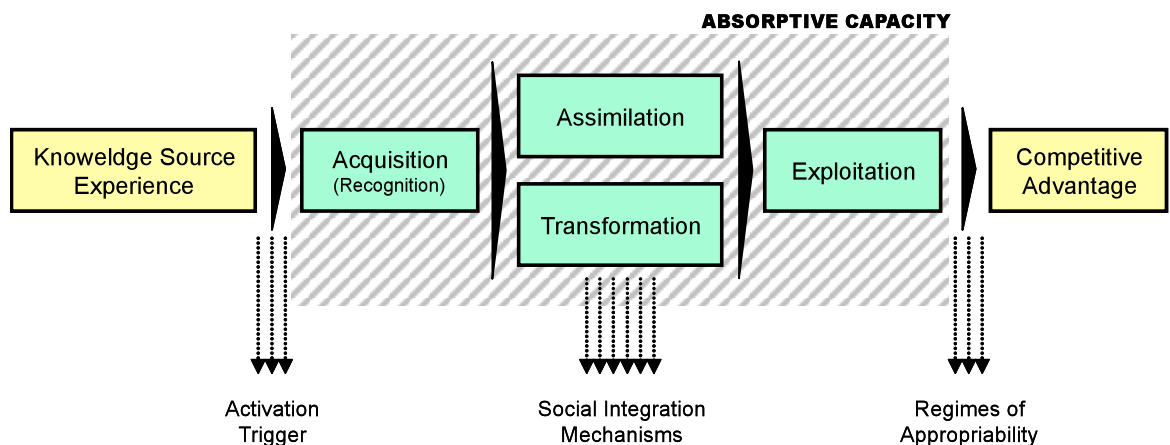 ABSORPTIVE CAPACITY
Knoweldge Source
Experience
Acquisition
(Recognition)
Assimilation
Transformation
Exploitation
Competitive
Advantage
Activation
Trigger
Social Integration
Mechanisms
Regimes of
Appropriability